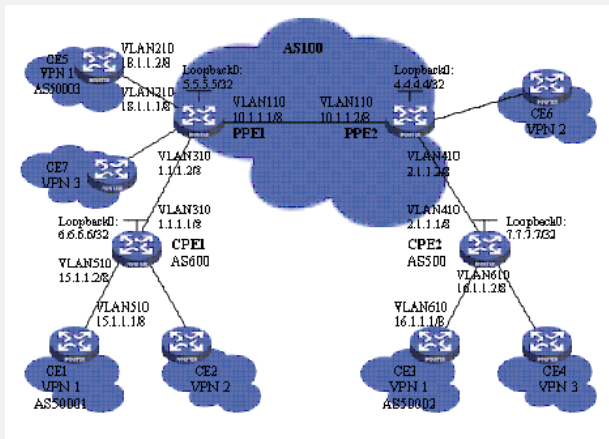 AS100
VLAN210
18.1.1.2/8
CE5
VPN 1
AS50003
VLAN210
18.1.1.1/8
Loopback0:
5.5.5.5/32
Loopback0:
4.4.4.4/32
VLAN110
10.1.1.1/8
VLAN110
10.1.1.2/8
PPE1
PPE2
CE6
VPN 2
CE7
VPN 3
VLAN310
1.1.1.2/8
VLAN410
2.1.1.2/8
Loopback0:
6.6.6.6/32
VLAN310
1.1.1.1/8
VLAN410
2.1.1.1/8
Loopback0:
7.7.7.7/32
CPE1
AS600
CPE2
AS500
VLAN510
15.1.1.2/8
VLAN610
16.1.1.2/8
VLAN510
15.1.1.1/8
VLAN610
16.1.1.1/8
CE1
VPN 1
AS50001
CE2
VPN 2
CE3
VPN 1
AS50002
CE4
VPN 3